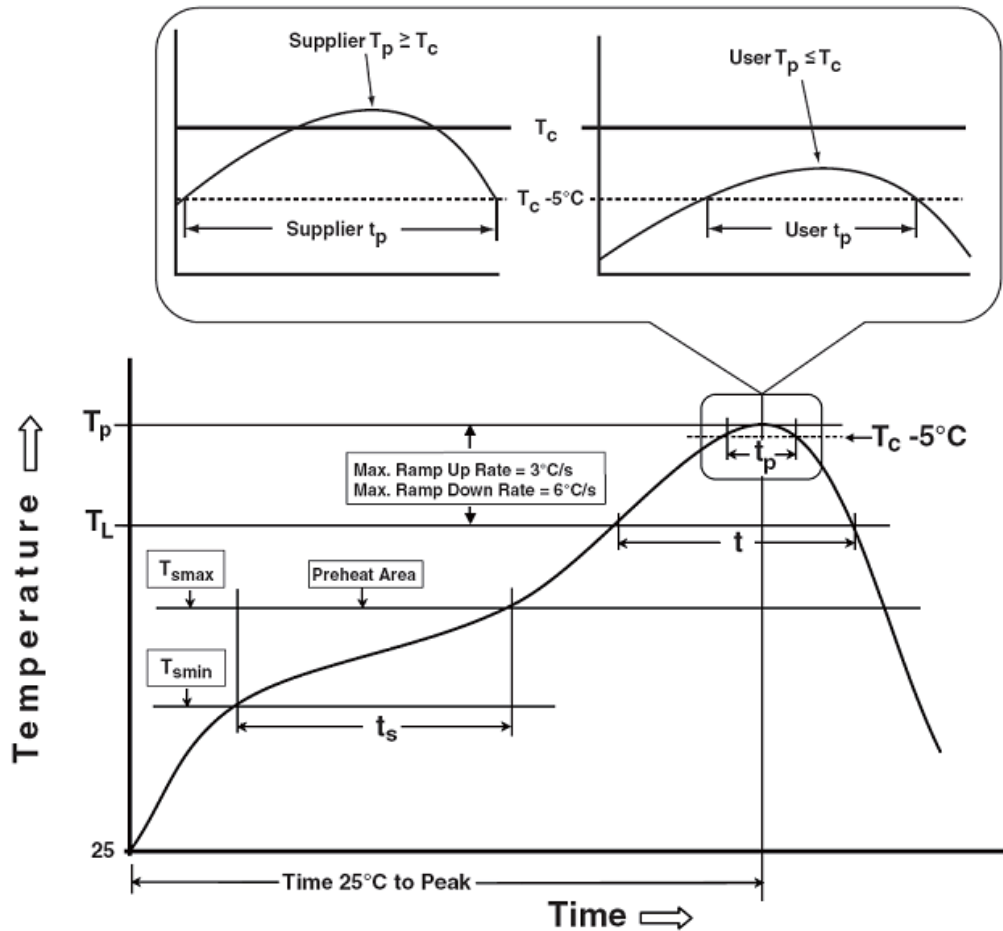 Supplier Tp ≥ Tc
User Tp ≤ Tc
Tc
Tc -5°C
Supplier tp
User tp
Tp
Tc -5°C
tp
Max. Ramp Up Rate = 3°C/s
Max. Ramp Down Rate = 6°C/s
TL
t
Tsmax
Preheat Area
Tsmin
ts
Temperature
25
Time 25°C to Peak
Time